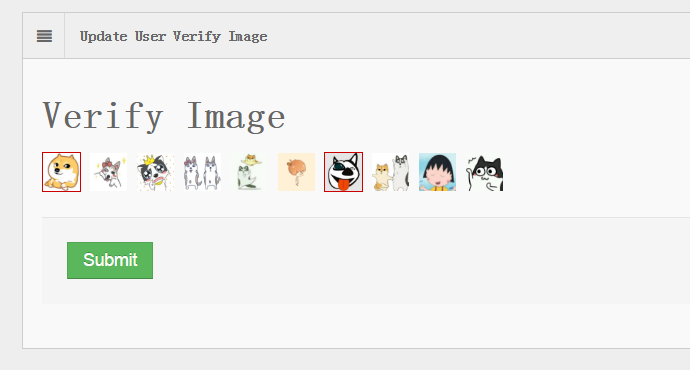 Update User Verify Image
Verify Image
Submit